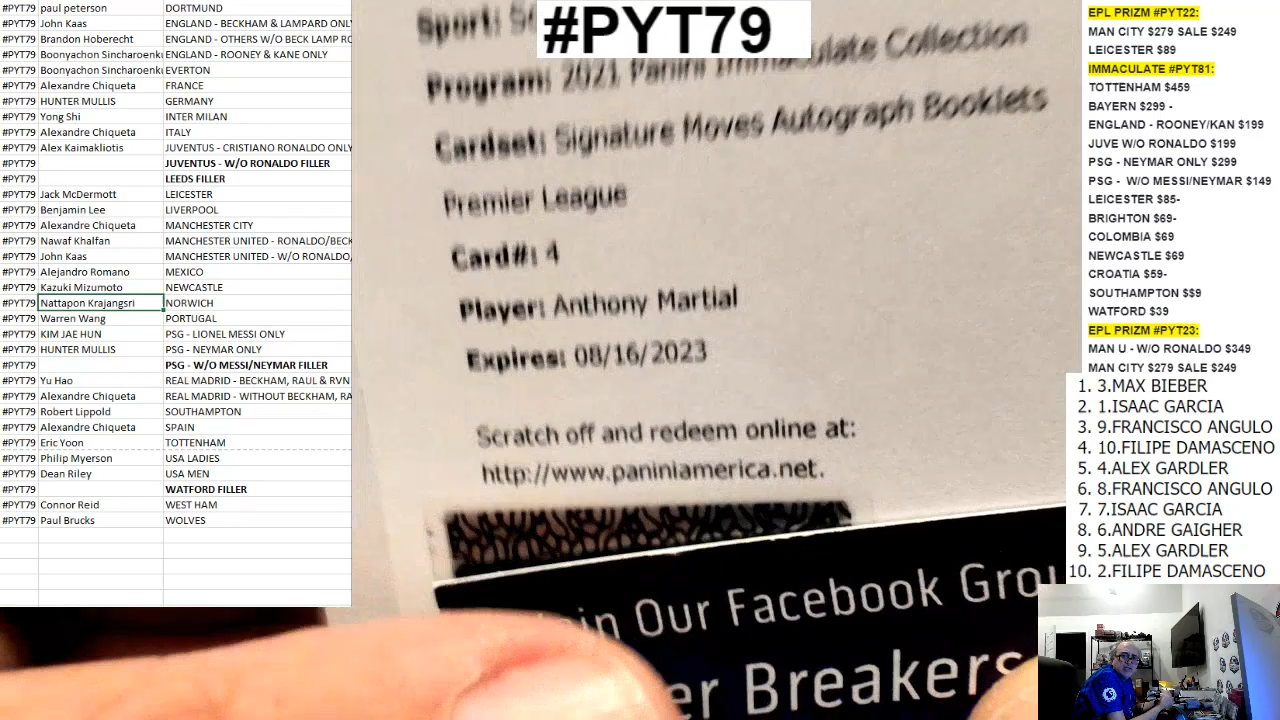 #PYT79 paul peterson DORTMUND
#PYT79 John Kaas ENGLAND - BECKHAM & LAMPARD ONLY
#PYT79 Brandon Hoberecht ENGLAND - OTHERS W/O BECK LAMP RO
#PYT79 Boonyachon Sincharoenku ENGLAND - ROONEY & KANE ONLY
#PYT79 Boonyachon Sincharoenku EVERTON
#PYT79 Alexandre Chiqueta FRANCE
#PYT79 HUNTER MULLIS GERMANY
#PYT79 Yong Shi INTER MILAN
#PYT79 Alexandre Chiqueta ITALY
#PYT79 Alex Kaimakliotis JUVENTUS - CRISTIANO RONALDO ONLY
#PYT79 JUVENTUS - W/O RONALDO FILLER
#PYT79 LEEDS FILLER
#PYT79 Jack McDermott LEICESTER
#PYT79 Benjamin Lee LIVERPOOL
#PYT79 Alexandre Chiqueta MANCHESTER CITY
#PYT79 Nawaf Khalfan MANCHESTER UNITED - RONALDO/BECK
#PYT79 John Kaas MANCHESTER UNITED - W/O RONALDO/
#PYT79 Alejandro Romano MEXICO
#PYT79 Kazuki Mizumoto NEWCASTLE
#PYT79 Nattapon Krajangsri NORWICH
#PYT79 Warren Wang PORTUGAL
#PYT79 KIM JAE HUN PSG - LIONEL MESSI ONLY
#PYT79 HUNTER MULLIS PSG - NEYMAR ONLY
#PYT79 PSG - W/O MESSI/NEYMAR FILLER
#PYT79 Yu Hao REAL MADRID - BECKHAM, RAUL & RVN
#PYT79 Alexandre Chiqueta REAL MADRID - WITHOUT BECKHAM, RA
#PYT79 Robert Lippold SOUTHAMPTON
#PYT79 Alexandre Chiqueta SPAIN
#PYT79 Eric Yoon TOTTENHAM
#PYT79 Philip Myerson USA LADIES
#PYT79 Dean Riley USA MEN
#PYT79 WATFORD FILLER
#PYT79 Connor Reid WEST HAM
#PYT79 Paul Brucks WOLVES
#PYT79
Sport:
Program: 2021 Panini Immaculate Collection
Cardset: Signature Moves Autograph Booklets
Premier League
Card#: 4
Player: Anthony Martial
Expires: 08/16/2023
Scratch off and redeem online at:
http://www.paniniamerica.net.
in Our Facebook Grou
er Breakers
EPL PRIZM #PYT22:
MAN CITY $279 SALE $249
LEICESTER $89
IMMACULATE #PYT81:
TOTTENHAM $459
BAYERN $299 -
ENGLAND - ROONEY/KAN $199
JUVE W/O RONALDO $199
PSG - NEYMAR ONLY $299
PSG - W/O MESSI/NEYMAR $149
LEICESTER $85-
BRIGHTON $69-
COLOMBIA $69
NEWCASTLE $69
CROATIA $59-
SOUTHAMPTON $$9
WATFORD $39
EPL PRIZM #PYT23:
MAN U - W/O RONALDO $349
MAN CITY $279 SALE $249
1. 3.MAX BIEBER
2. 1.ISAAC GARCIA
3. 9.FRANCISCO ANGULO
4. 10.FILIPE DAMASCENO
5. 4.ALEX GARDLER
6. 8.FRANCISCO ANGULO
7. 7.ISAAC GARCIA
8. 6.ANDRE GAIGHER
9. 5.ALEX GARDLER
10. 2.FILIPE DAMASCENO